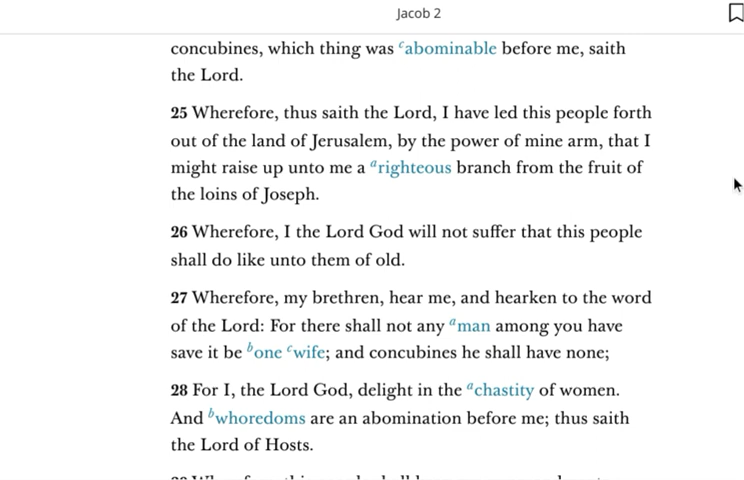 Jacob 2
concubines, which thing was cabominable before me, saith
the Lord.
25 Wherefore, thus saith the Lord, I have led this people forth
out of the land of Jerusalem, by the power of mine arm, that I
might raise up unto me a arighteous branch from the fruit of
the loins of Joseph.
26 Wherefore, I the Lord God will not suffer that this people
shall do like unto them of old.
27 Wherefore, my brethren, hear me, and hearken to the word
of the Lord: For there shall not any aman among you have
save it be bone cwife; and concubines he shall have none;
28 For I, the Lord God, delight in the achastity of women.
And bwhoredoms are an abomination before me; thus saith
the Lord of Hosts.